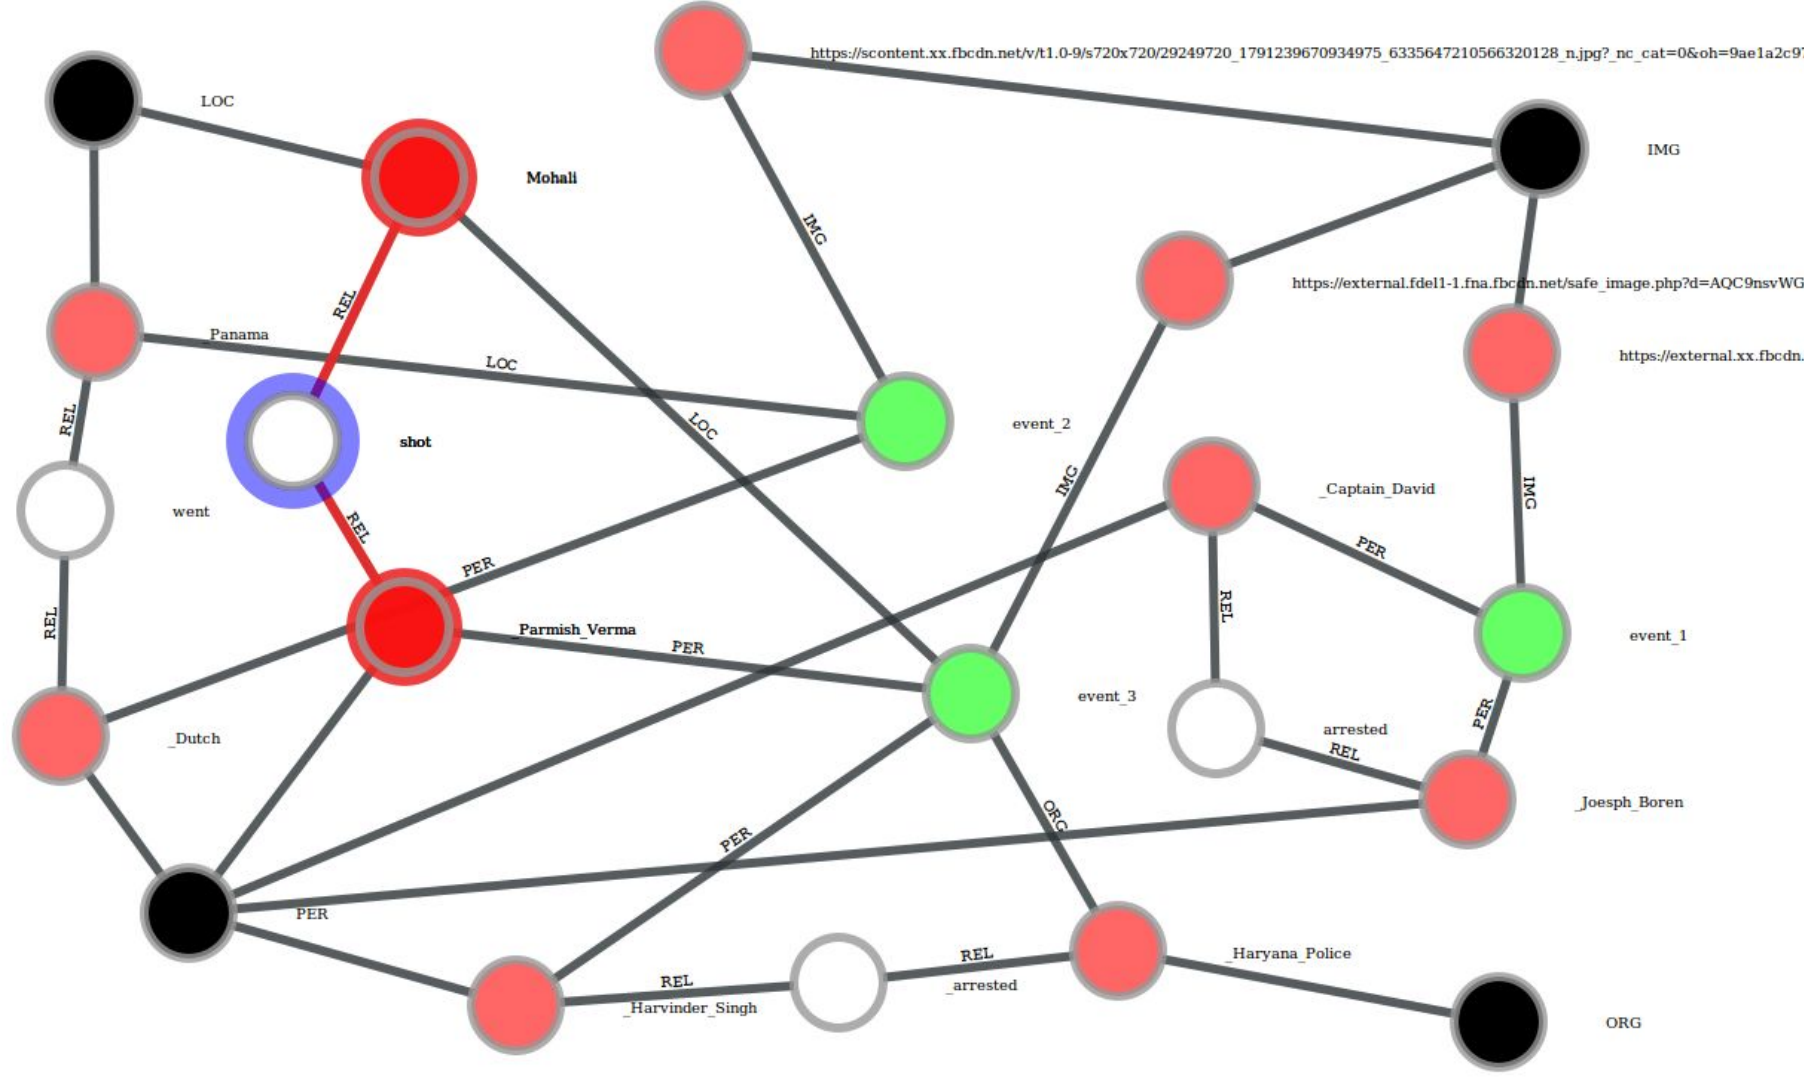 https://scontent.xx.fbcdn.net/v/t1.0-9/s720x720/29249720_1791239670934975_6335647210566320128_n.jpg?_nc_cat=0&oh=9ae1a2c9
LOC
IMG
Mohali
IMG
https://external.fdel1-1.fna.fbcdn.net/safe_image.php?d=AQC9nsvWG
REL
_Panama
LOC
https://external.xx.fbcdn.
REL
LOC
event_2
shot
IMG
IMG
_Captain_David
went
REL
PER
PER
REL
REL
_Parmish_Verma
PER
event_1
event_3
PER
_Dutch
arrested
REL
_Joesph_Boren
ORG
PER
PER
_Haryana_Police
REL
REL
_arrested
_Harvinder_Singh
ORG